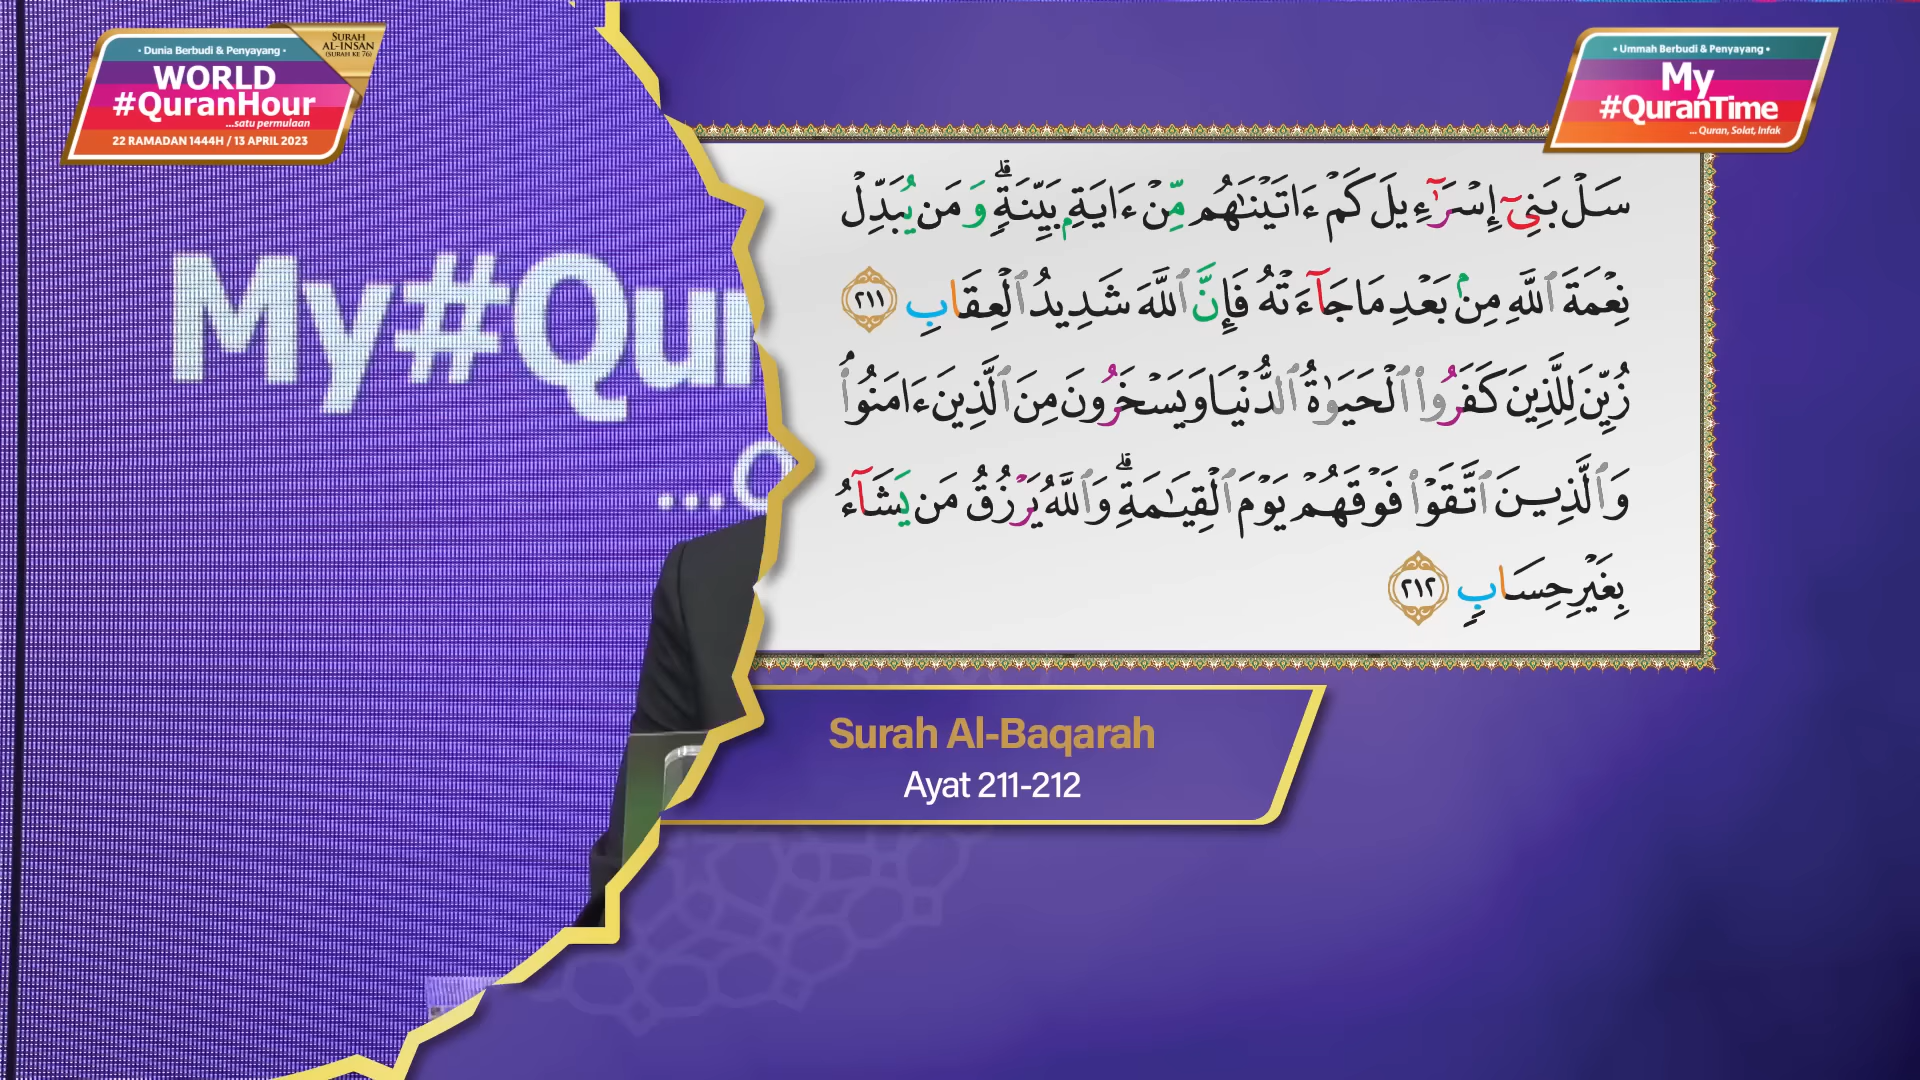 · Dunia Berbudi & Penyayang ·
WORLD
#QuranHour
...satu permulaan
22 RAMADAN 1444H / 13 APRIL 2023
SURAH
AL-INSAN
(SURAH KE 76)
• Ummah Berbudi & Penyayang •
My
#QuranTime
... Quran, Solat, Infak
My#Qur
...Q
سَلۡ بَنِيٓ إِسۡرَٰٓءِيلَ كَمۡ ءَاتَيۡنَٰهُم مِّنۡ ءَايَةِۭ بَيِّنَةٖۗ وَمَن يُبَدِّلۡ
نِعۡمَةَ ٱللَّهِ مِنۢ بَعۡدِ مَا جَآءَتۡهُ فَإِنَّ ٱللَّهَ شَدِيدُ ٱلۡعِقَابِ ٢١١
زُيِّنَ لِلَّذِينَ كَفَرُواْ ٱلۡحَيَوٰةُ ٱلدُّنۡيَا وَيَسۡخَرُونَ مِنَ ٱلَّذِينَ ءَامَنُواْۘ
وَٱلَّذِينَ ٱتَّقَوۡاْ فَوۡقَهُمۡ يَوۡمَ ٱلۡقِيَٰمَةِۗ وَٱللَّهُ يَرۡزُقُ مَن يَشَآءُ
بِغَيۡرِ حِسَابٖ ٢١٢
Surah Al-Baqarah
Ayat 211-212